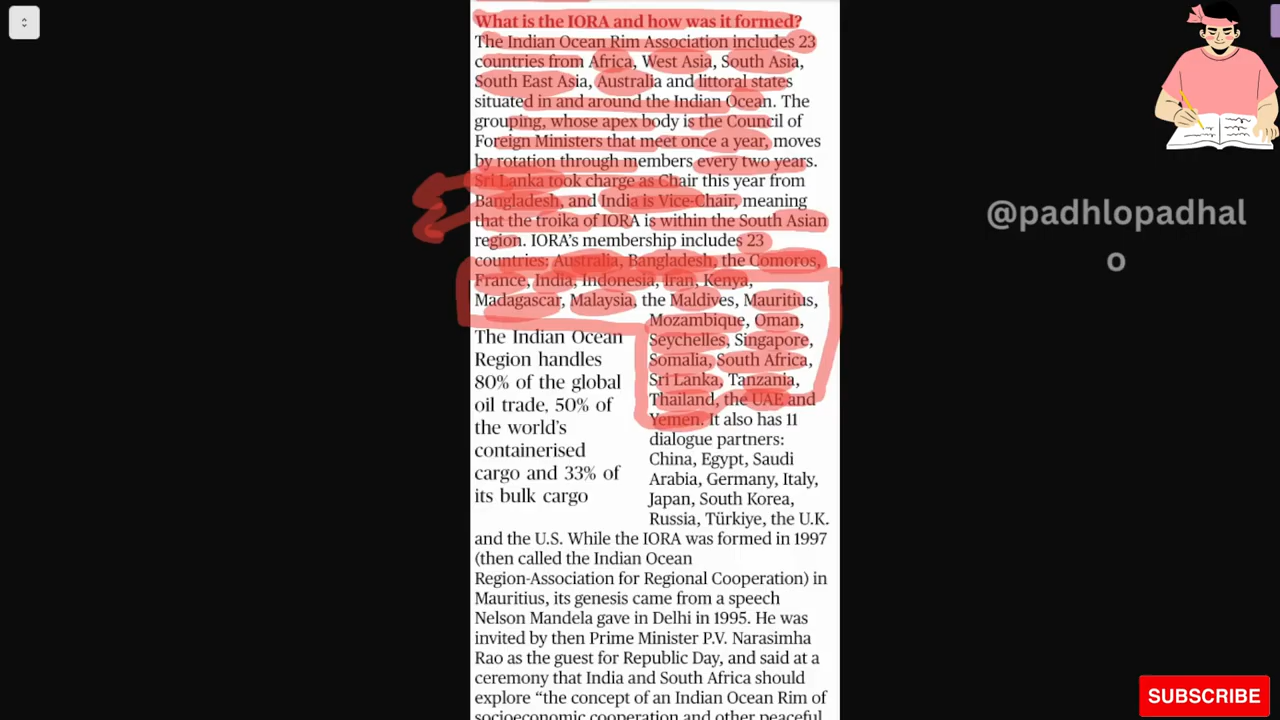 What is the IORA and how was it formed?
The Indian Ocean Rim Association includes 23
countries from Africa, West Asia, South Asia,
South East Asia, Australia and littoral states
situated in and around the Indian Ocean. The
grouping, whose apex body is the Council of
Foreign Ministers that meet once a year, moves
by rotation through members every two years.
Sri Lanka took charge as Chair this year from
Bangladesh, and India is Vice-Chair, meaning
that the troika of IORA is within the South Asian
region. IORA's membership includes 23
countries: Australia, Bangladesh, the Comoros,
France, India, Indonesia, Iran, Kenya,
Madagascar, Malaysia, the Maldives, Mauritius,
Mozambique, Oman,
Seychelles, Singapore,
Somalia, South Africa,
Sri Lanka, Tanzania,
Thailand, the UAE and
Yemen. It also has 11
dialogue partners:
China, Egypt, Saudi
Arabia, Germany, Italy,
Japan, South Korea,
Russia, Türkiye, the U.K.
The Indian Ocean
Region handles
80% of the global
oil trade, 50% of
the world's
containerised
cargo and 33% of
its bulk cargo
and the U.S. While the IORA was formed in 1997
(then called the Indian Ocean
Region-Association for Regional Cooperation) in
Mauritius, its genesis came from a speech
Nelson Mandela gave in Delhi in 1995. He was
invited by then Prime Minister P.V. Narasimha
Rao as the guest for Republic Day, and said at a
ceremony that India and South Africa should
explore “the concept of an Indian Ocean Rim of
socioeconomic cooperation and other peaceful
@padhlopadhal
o
SUBSCRIBE